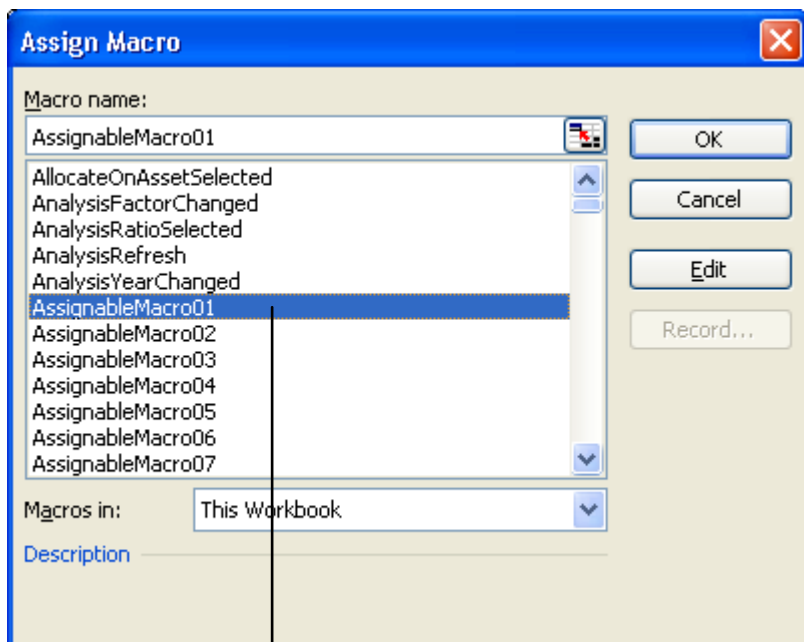 Assign Macro
Macro name:
AssignableMacro01
OK
AllocateOnAssetSelected
AnalysisFactorChanged
AnalysisRatioSelected
AnalysisRefresh
AnalysisYearChanged
AssignableMacro01
AssignableMacro02
AssignableMacro03
AssignableMacro04
AssignableMacro05
AssignableMacro06
AssignableMacro07
Cancel
Edit
Record...
Macros in: This Workbook
Description